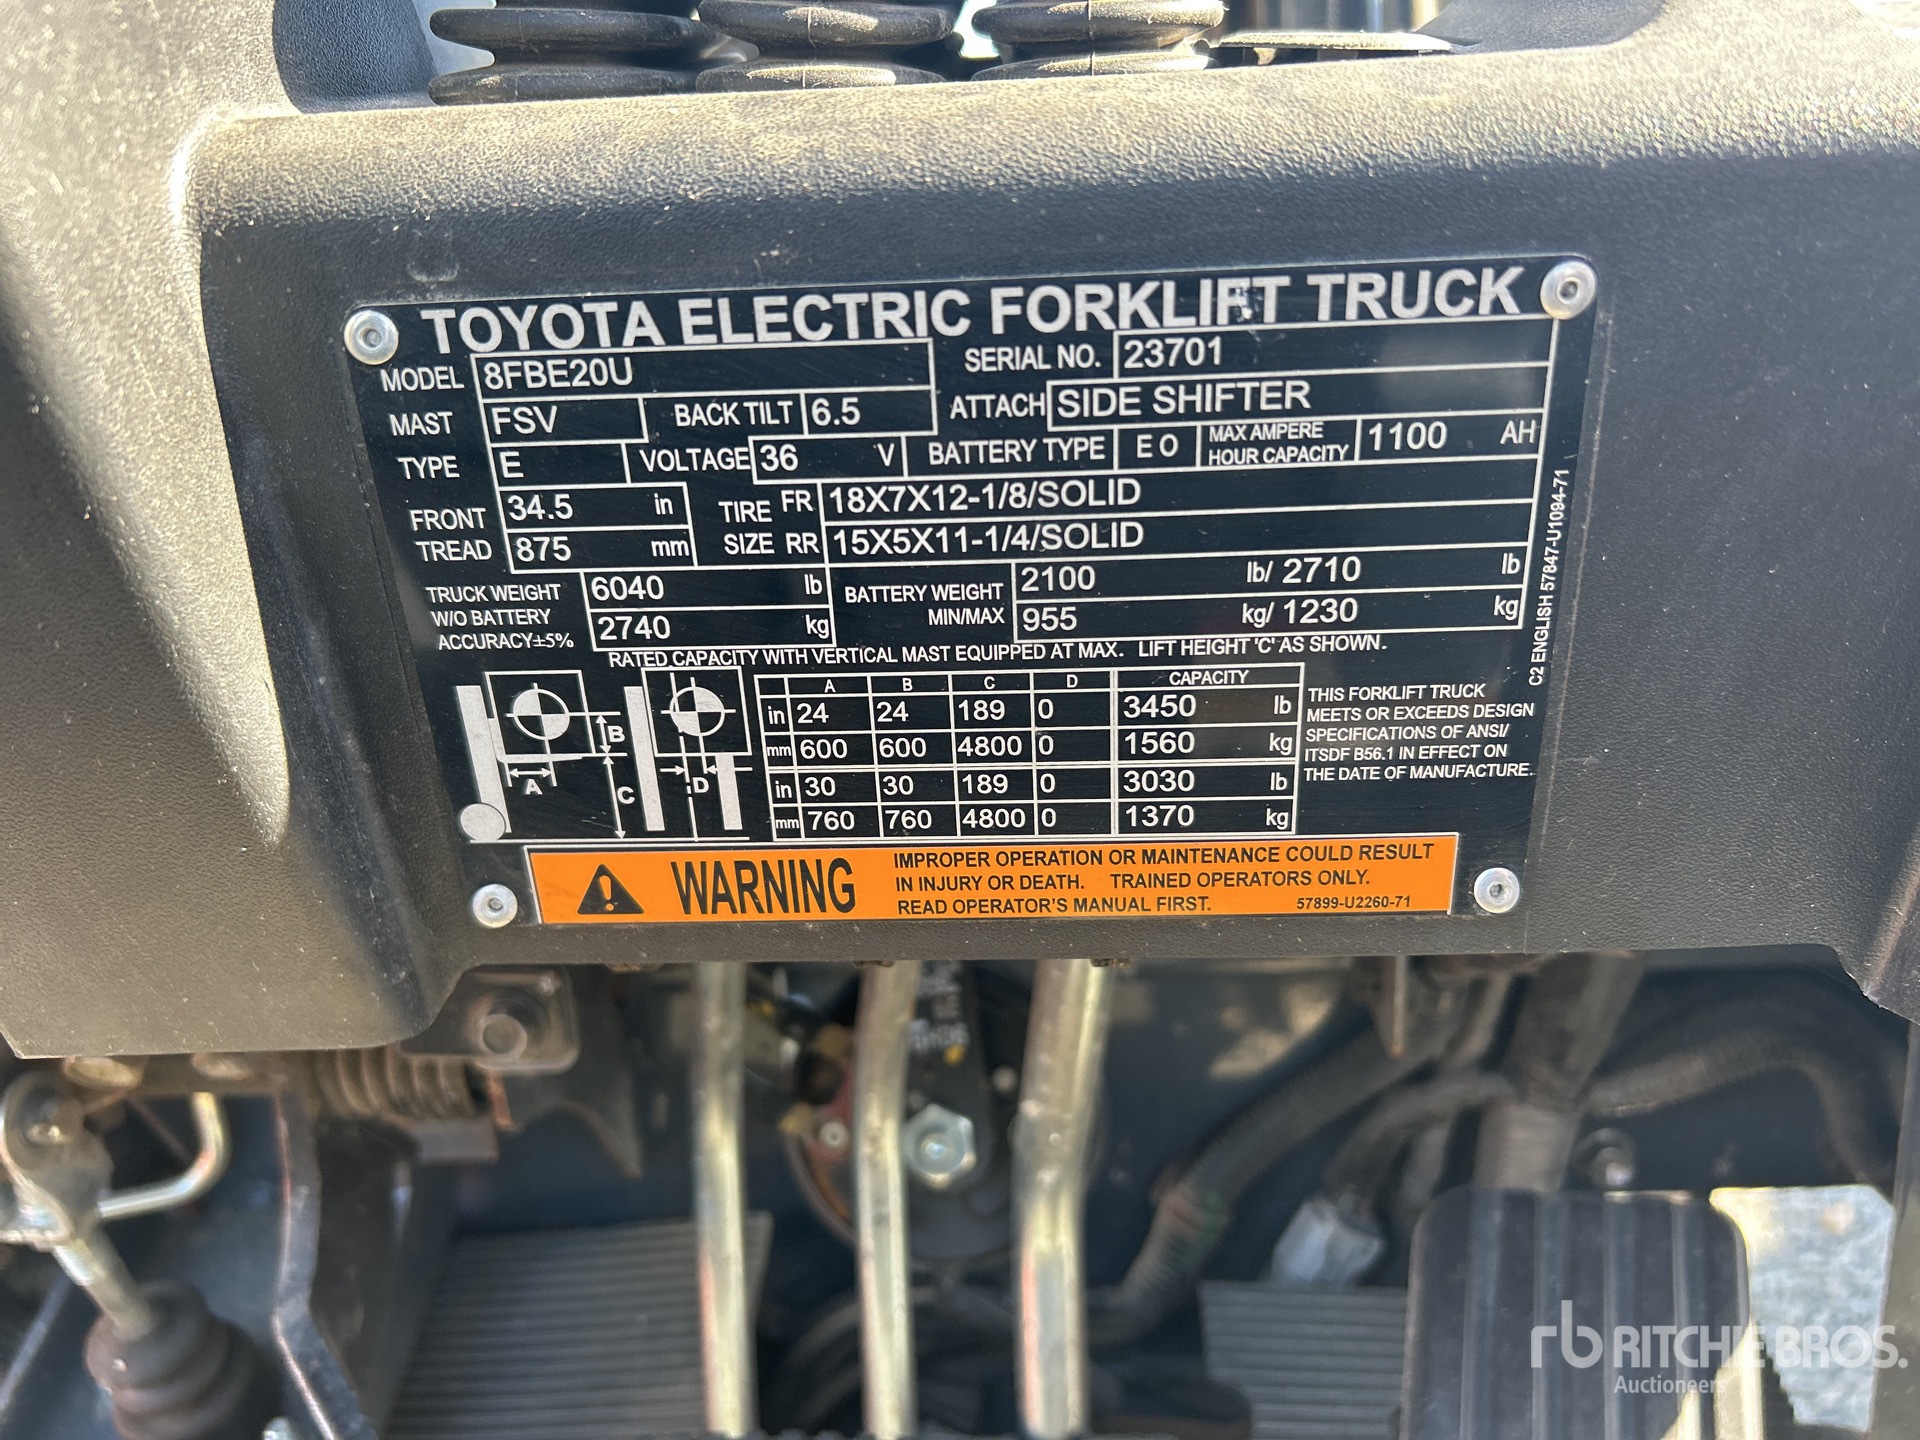 TOYOTA ELECTRIC FORKLIFT TRUCK
MODEL 8FBE20U SERIAL NO. 23701
MAST FSV BACK TILT 6.5 ATTACH SIDE SHIFTER
TYPE E VOLTAGE 36 V BATTERY TYPE E O MAX AMPERE HOUR CAPACITY 1100 AH
FRONT TREAD 34.5 in TIRE SIZE FR 18X7X12-1/8/SOLID
875 mm RR 15X5X11-1/4/SOLID
TRUCK WEIGHT 6040 lb BATTERY WEIGHT 2100 lb/ 2710 lb
W/O BATTERY
ACCURACY±5% 2740 kg MIN/MAX 955 kg/ 1230 kg
RATED CAPACITY WITH VERTICAL MAST EQUIPPED AT MAX. LIFT HEIGHT 'C' AS SHOWN.
A B C D CAPACITY
in 24 24 189 0 3450 lb
mm 600 600 4800 0 1560 kg
in 30 30 189 0 3030 lb
mm 760 760 4800 0 1370 kg
B
A
C
D
THIS FORKLIFT TRUCK
MEETS OR EXCEEDS DESIGN
SPECIFICATIONS OF ANSI/
ITSDF B56.1 IN EFFECT ON
THE DATE OF MANUFACTURE.
C2 ENGLISH 57847-U1094-71
WARNING
IMPROPER OPERATION OR MAINTENANCE COULD RESULT
IN INJURY OR DEATH. TRAINED OPERATORS ONLY.
READ OPERATOR'S MANUAL FIRST. 57899-U2260-71
rb RITCHIE BROS.
Auctioneers